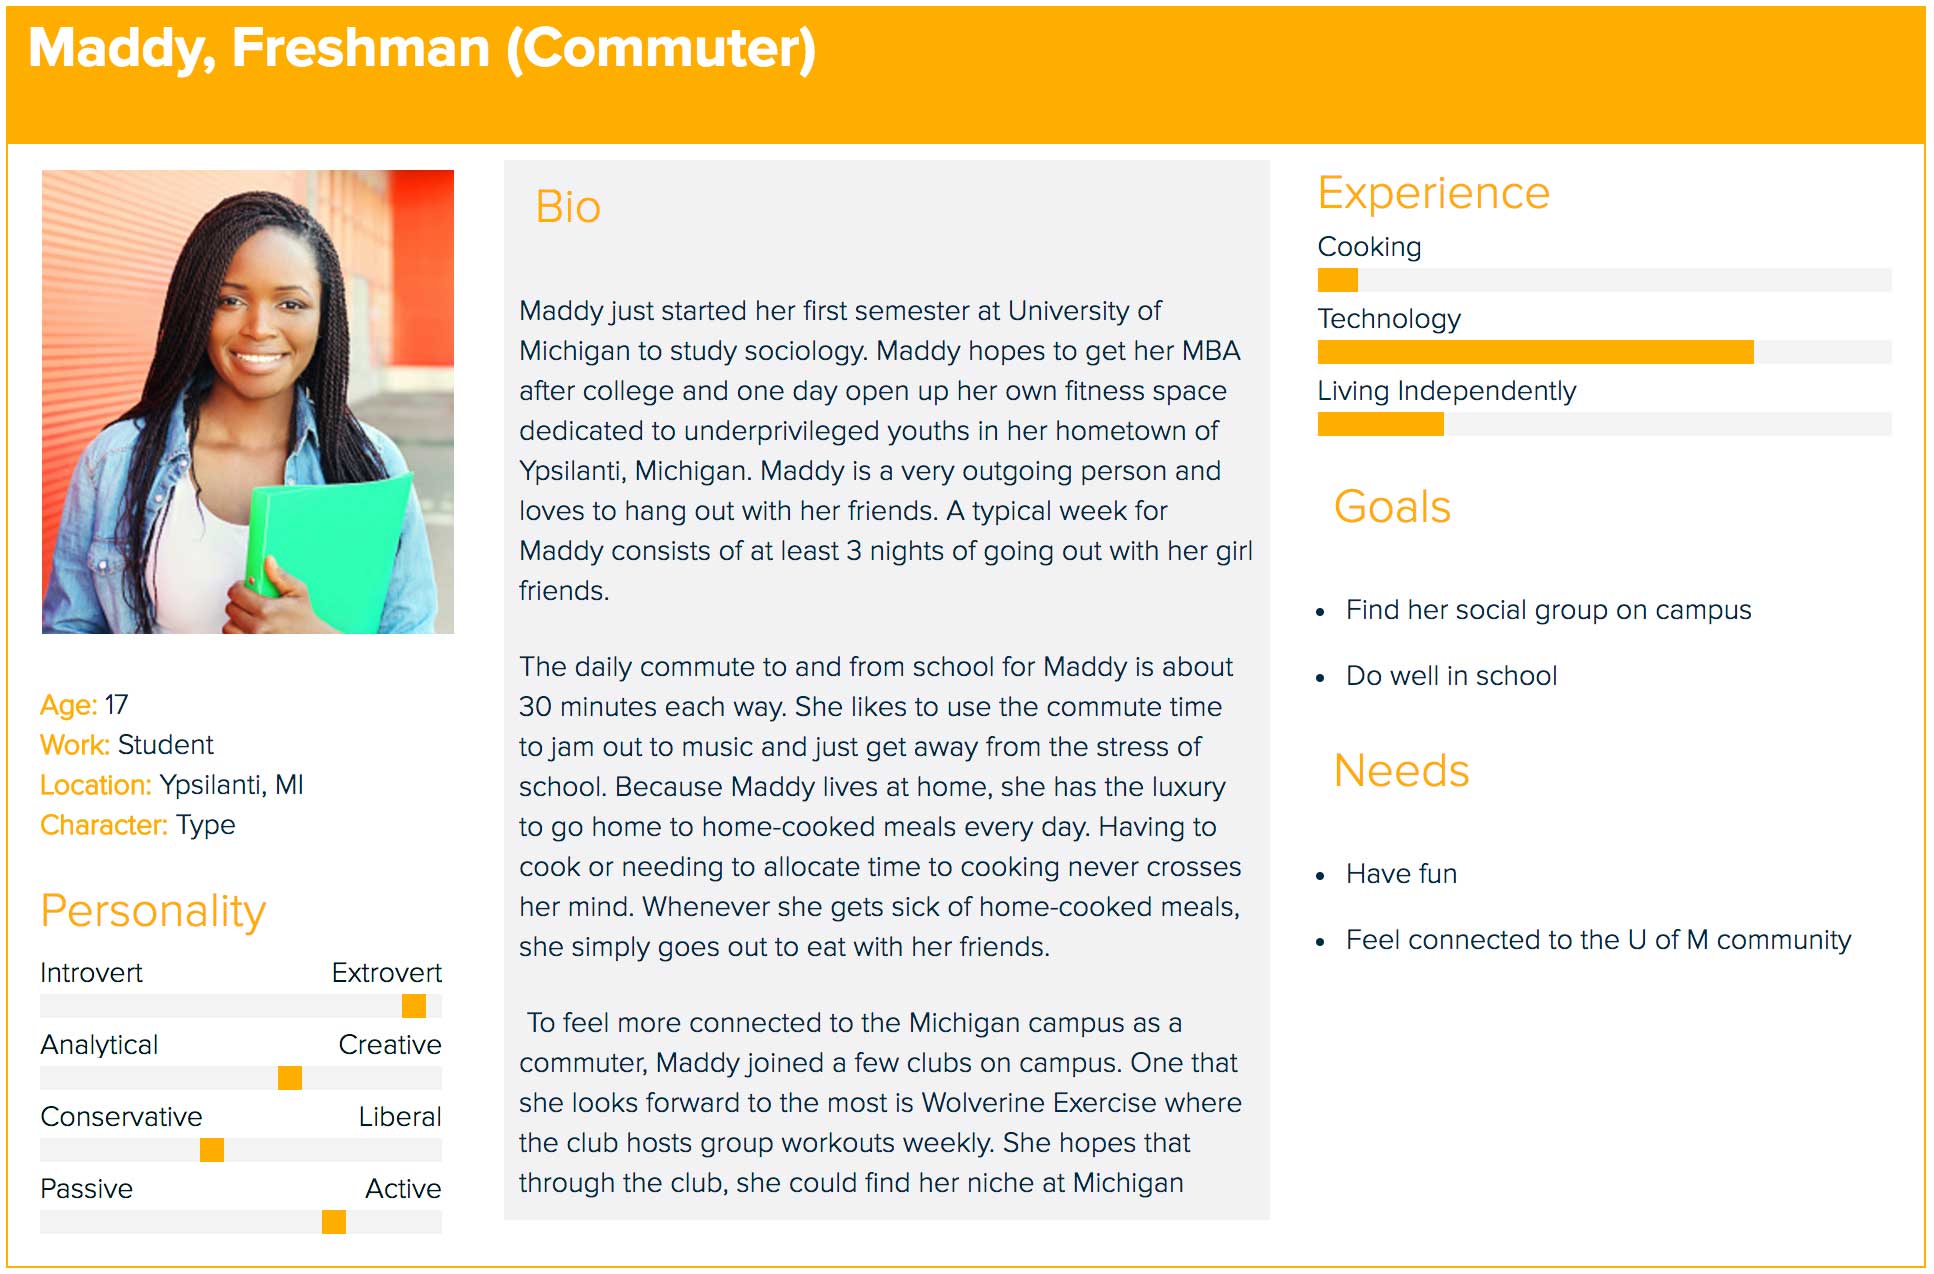 Maddy, Freshman (Commuter)
Age: 17
Work: Student
Location: Ypsilanti, MI
Character: Type
Personality
Introvert Extrovert
Analytical Creative
Conservative Liberal
Passive Active
Bio
Maddy just started her first semester at University of
Michigan to study sociology. Maddy hopes to get her MBA
after college and one day open up her own fitness space
dedicated to underprivileged youths in her hometown of
Ypsilanti, Michigan. Maddy is a very outgoing person and
loves to hang out with her friends. A typical week for
Maddy consists of at least 3 nights of going out with her girl
friends.
The daily commute to and from school for Maddy is about
30 minutes each way. She likes to use the commute time
to jam out to music and just get away from the stress of
school. Because Maddy lives at home, she has the luxury
to go home to home-cooked meals every day. Having to
cook or needing to allocate time to cooking never crosses
her mind. Whenever she gets sick of home-cooked meals,
she simply goes out to eat with her friends.
To feel more connected to the Michigan campus as a
commuter, Maddy joined a few clubs on campus. One that
she looks forward to the most is Wolverine Exercise where
the club hosts group workouts weekly. She hopes that
through the club, she could find her niche at Michigan
Experience
Cooking
Technology
Living Independently
Goals
• Find her social group on campus
• Do well in school
Needs
• Have fun
• Feel connected to the U of M community